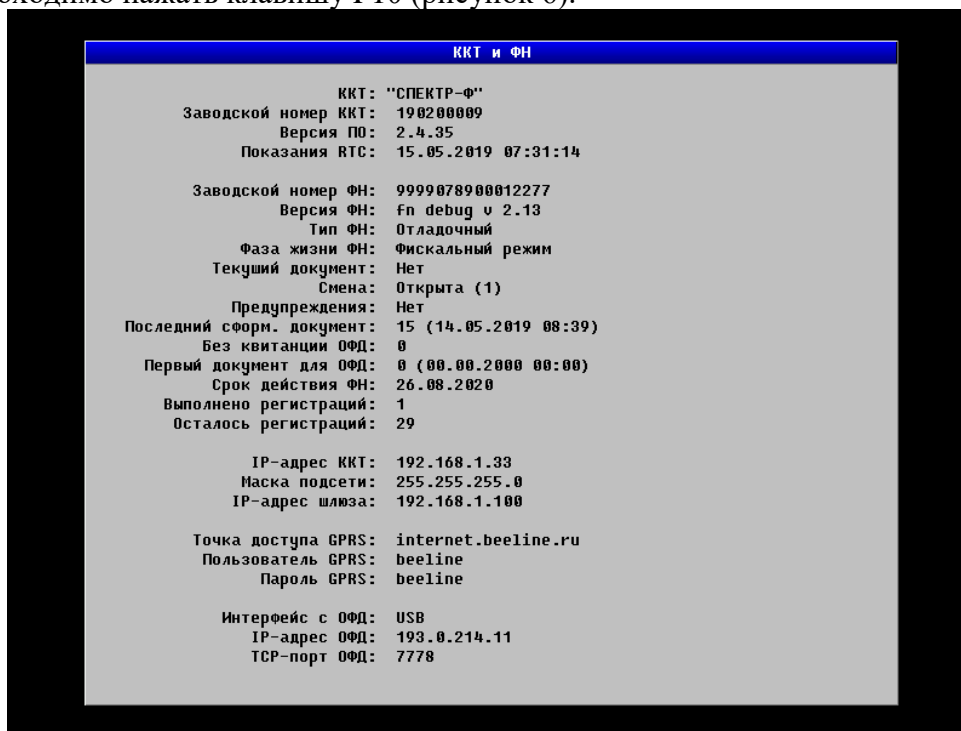 нажать клавишу F10 (рисунок 6).
ККТ и ФН
ККТ: "СПЕКТР-Ф"
Заводской номер ККТ: 190200009
Версия ПО: 2.4.35
Показания RTC: 15.05.2019 07:31:14
Заводской номер ФН: 9999078900012277
Версия ФН: fn debug v 2.13
Тип ФН: Отладочный
Фаза жизни ФН: Фискальный режим
Текуший документ: Нет
Смена: Открыта (1)
Предупреждения: Нет
Последний сформ. документ: 15 (14.05.2019 08:39)
Без квитанции ОФД: 0
Первый документ для ОФД: 0 (00.00.2000 00:00)
Срок действия ФН: 26.08.2020
Выполнено регистраций: 1
Осталось регистраций: 29
IP-адрес ККТ: 192.168.1.33
Маска подсети: 255.255.255.0
IP-адрес шлюза: 192.168.1.100
Точка доступа GPRS: internet.beeline.ru
Пользователь GPRS: beeline
Пароль GPRS: beeline
Интерфейс с ОФД: USB
IP-адрес ОФД: 193.0.214.11
TCP-порт ОФД: 7778